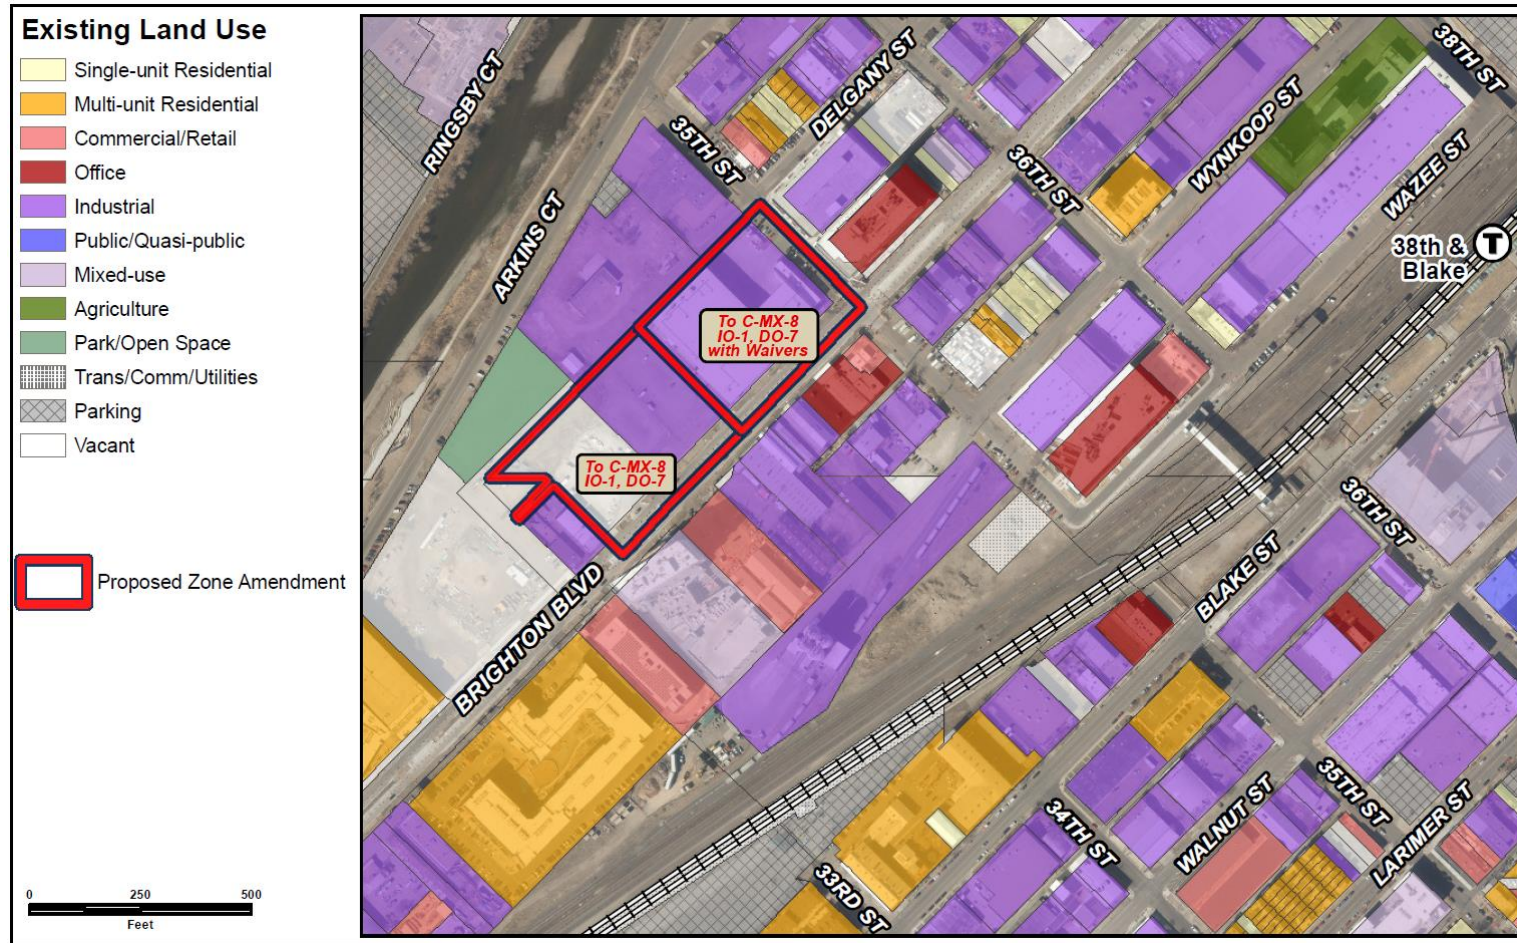 Existing Land Use
Single-unit Residential
Multi-unit Residential
Commercial/Retail
Office
Industrial
Public/Quasi-public
Mixed-use
Agriculture
Park/Open Space
Trans/Comm/Utilities
Parking
Vacant
Proposed Zone Amendment
0 250 500
Feet
RINGSBY CT
ARKINS CT
35TH ST
DELGANY ST
36TH ST
WYNKOOP ST
38TH ST
WAZEE ST
38th &
Blake
T
To C-MX-8
IO-1, DO-7
with Waivers
To C-MX-8
IO-1, DO-7
BRIGHTON BLVD
BLAKE ST
36TH ST
33RD ST
34TH ST
WALNUT ST
35TH ST
LARIMER ST